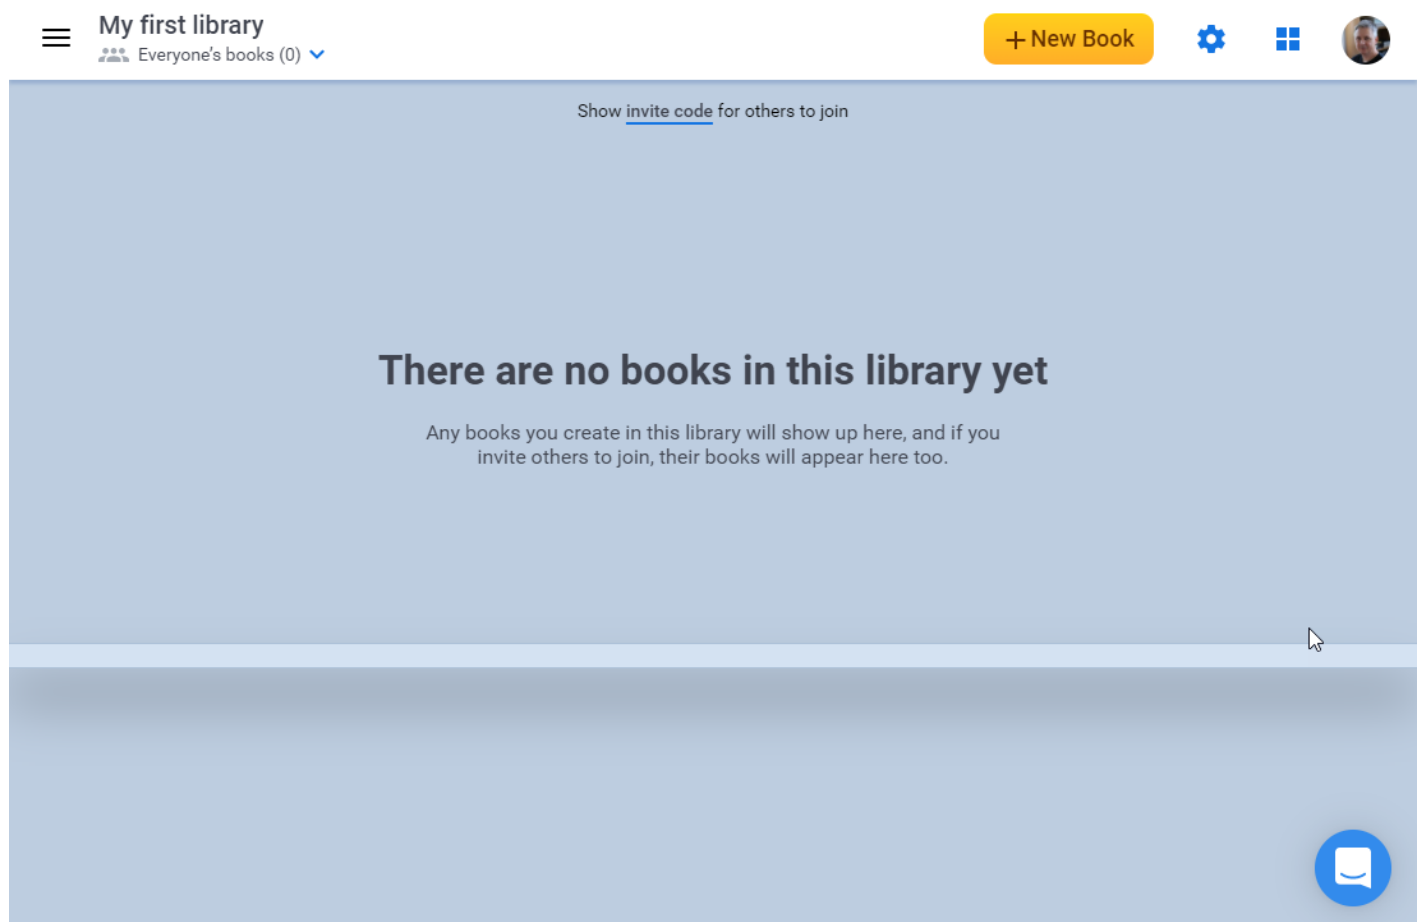 My first library
Everyone's books (0)
+ New Book
Show invite code for others to join
There are no books in this library yet
Any books you create in this library will show up here, and if you
invite others to join, their books will appear here too.